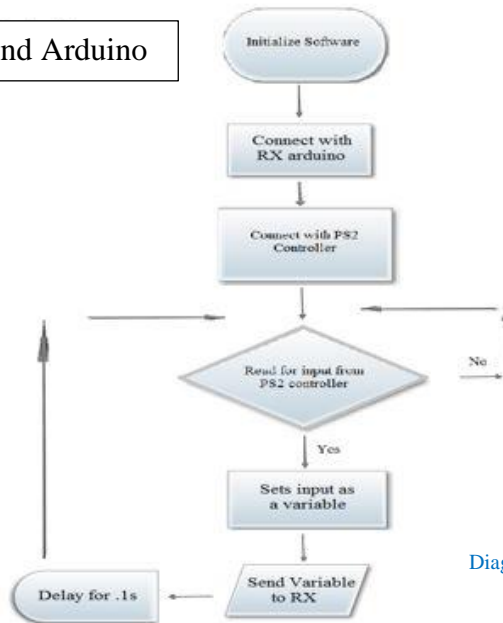 nd Arduino
Initialize Software
Connect with
RX arduino
Connect with PS2
Controller
Read for input from
PS2 controller
No
Yes
Sets input as
a variable
Send Variable
to RX
Delay for .1s
Diag